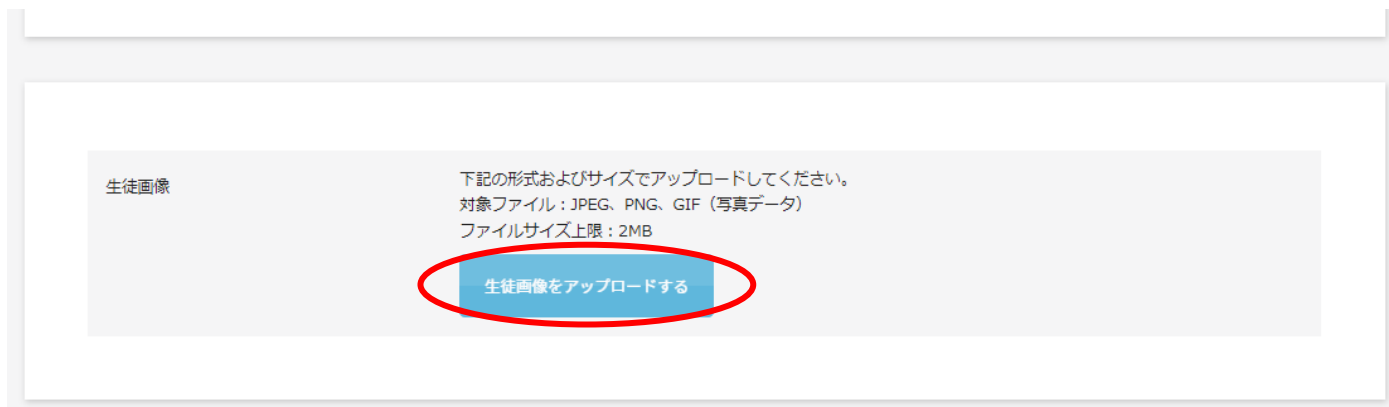 生徒画像
下記の形式およびサイズでアップロードしてください。
対象ファイル：JPEG、PNG、GIF（写真データ）
ファイルサイズ上限：2MB
生徒画像をアップロードする